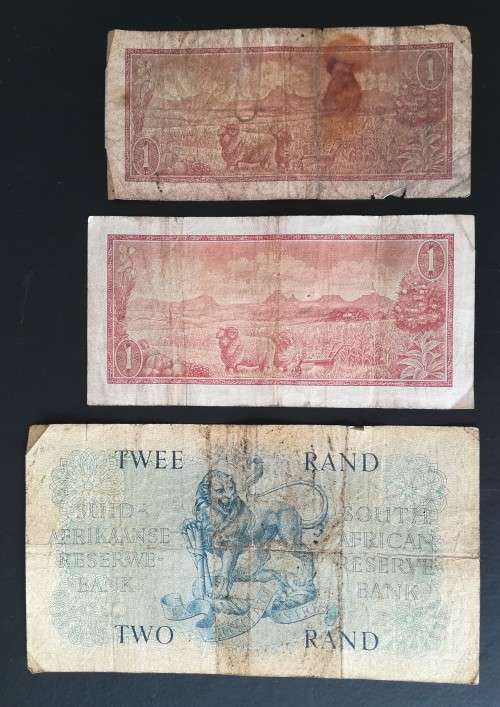 1
1
1
1
TWEE RAND
SUID-
AFRIKAANSE
RESERWE-
BANK
SOUTH
AFRICAN
RESERVE
BANK
TWO RAND